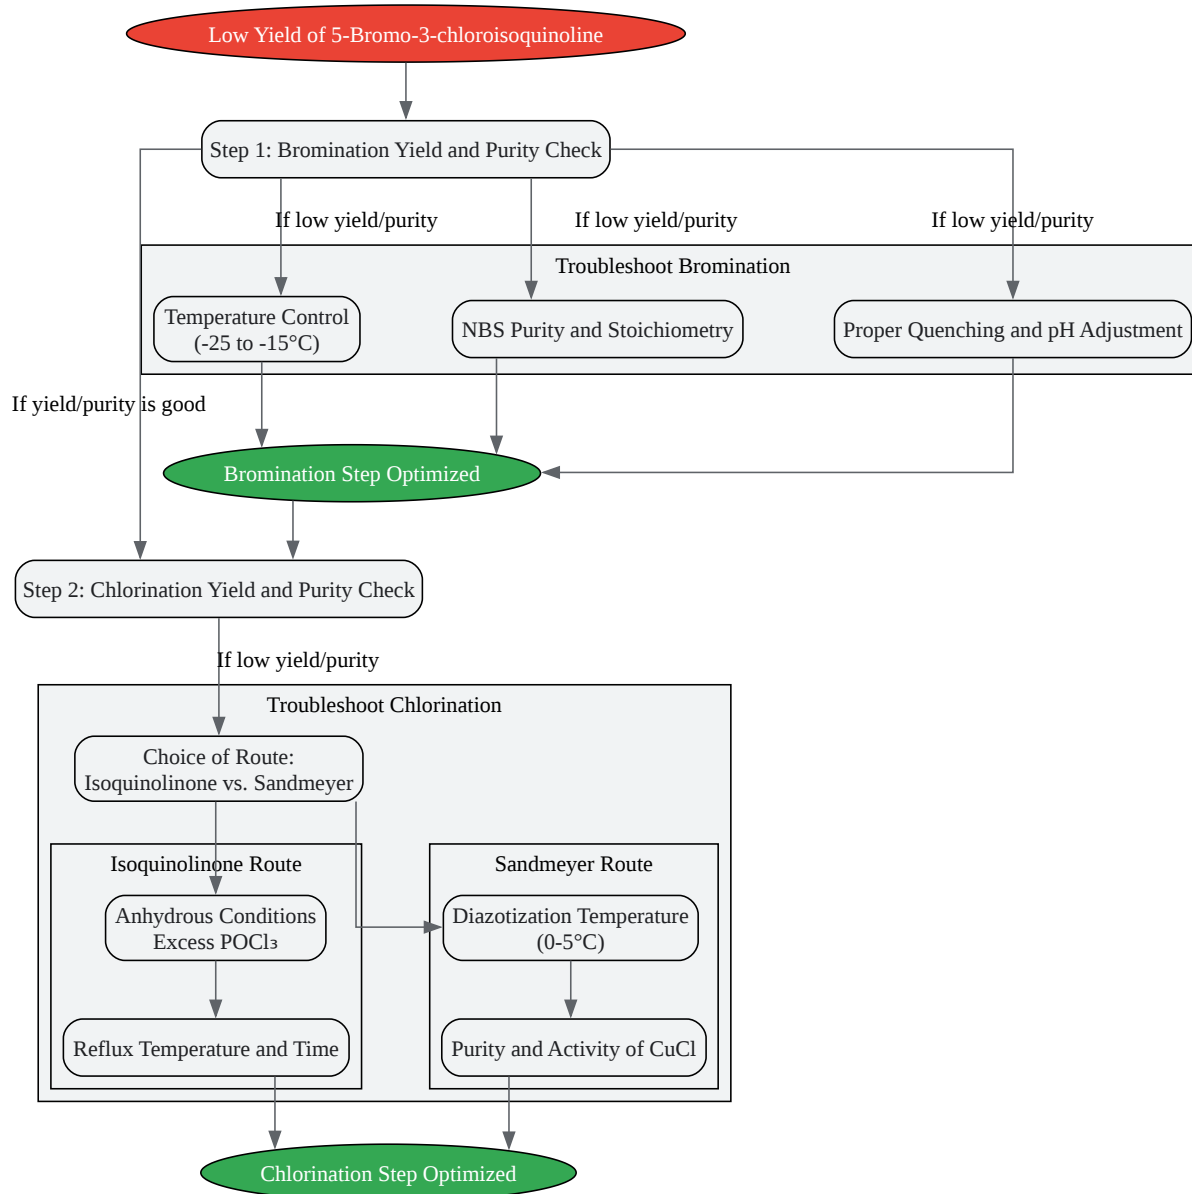 Low Yield of 5-Bromo-3-chloroisoquinoline
Step 1: Bromination Yield and Purity Check
If low yield/purity
If low yield/purity
If low yield/purity
Troubleshoot Bromination
Temperature Control
(-25 to -15°C)
NBS Purity and Stoichiometry
Proper Quenching and pH Adjustment
If yield/purity is good
Bromination Step Optimized
Step 2: Chlorination Yield and Purity Check
If low yield/purity
Troubleshoot Chlorination
Choice of Route:
Isoquinolinone vs. Sandmeyer
Isoquinolinone Route
Anhydrous Conditions
Excess POCl₃
Reflux Temperature and Time
Sandmeyer Route
Diazotization Temperature
(0-5°C)
Purity and Activity of CuCl
Chlorination Step Optimized